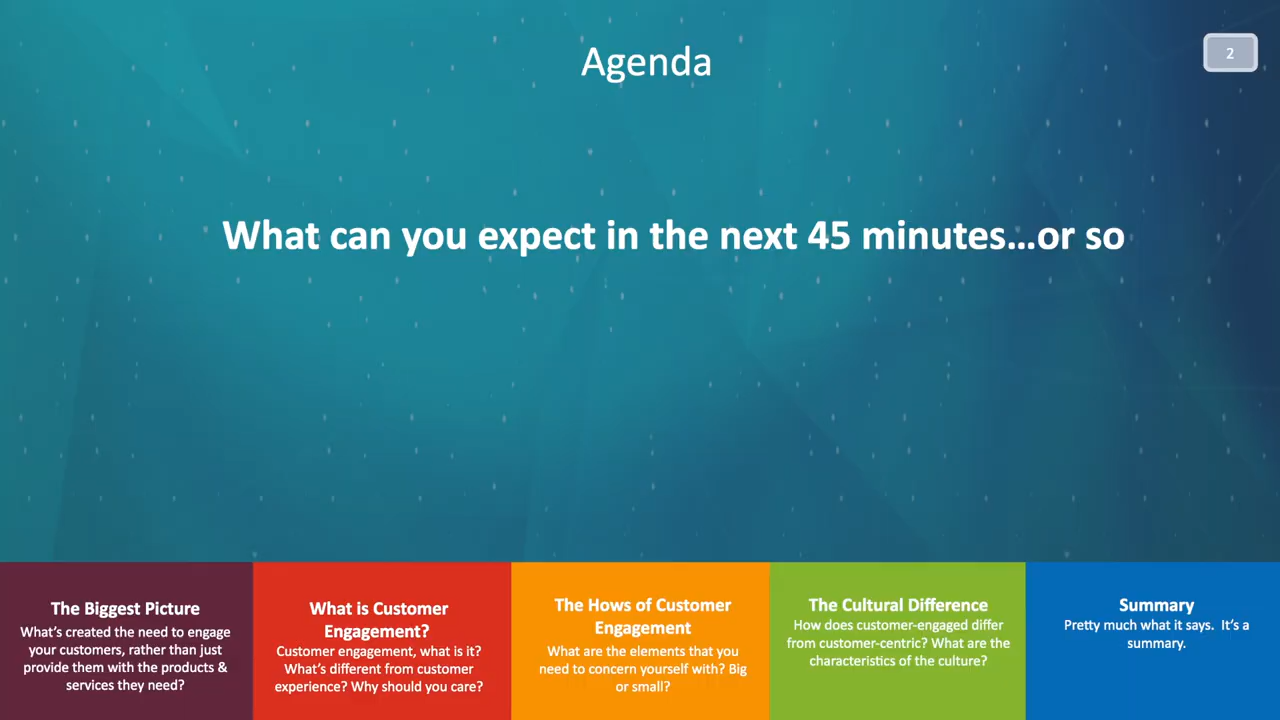 Agenda
2
What can you expect in the next 45 minutes…or so
The Biggest Picture
What's created the need to engage
your customers, rather than just
provide them with the products &
services they need?
What is Customer
Engagement?
Customer engagement, what is it?
What's different from customer
experience? Why should you care?
The Hows of Customer
Engagement
What are the elements that you
need to concern yourself with? Big
or small?
The Cultural Difference
How does customer-engaged differ
from customer-centric? What are the
characteristics of the culture?
Summary
Pretty much what it says.  It's a
summary.